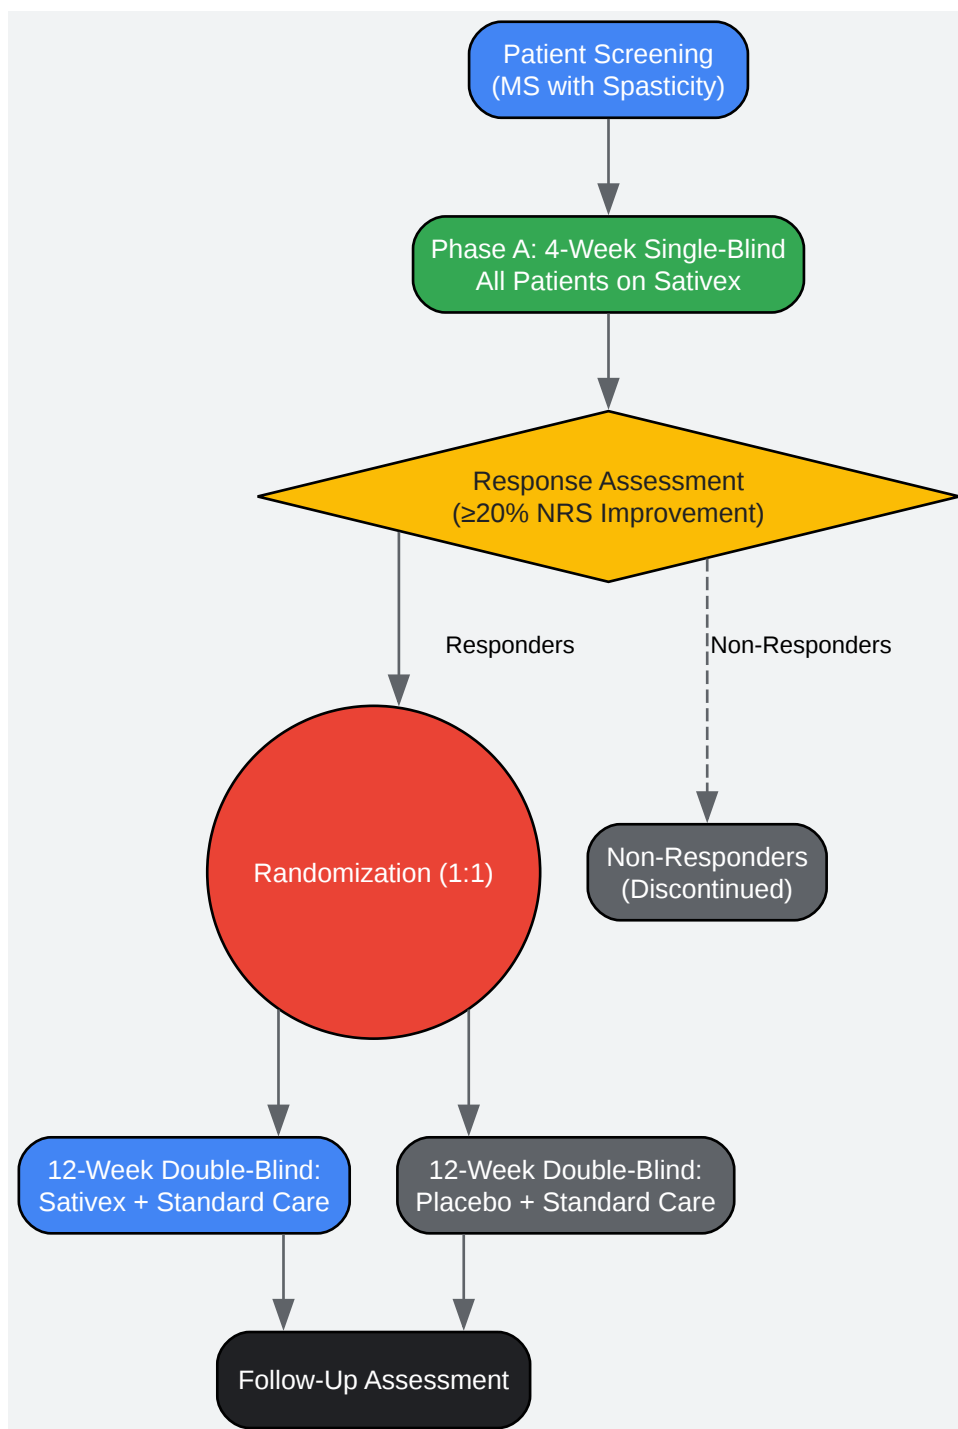 Patient Screening
(MS with Spasticity)
Phase A: 4-Week Single-Blind
All Patients on Sativex
Response Assessment
(≥20% NRS Improvement)
Responders
Non-Responders
Randomization (1:1)
Non-Responders
(Discontinued)
12-Week Double-Blind:
Sativex + Standard Care
12-Week Double-Blind:
Placebo + Standard Care
Follow-Up Assessment